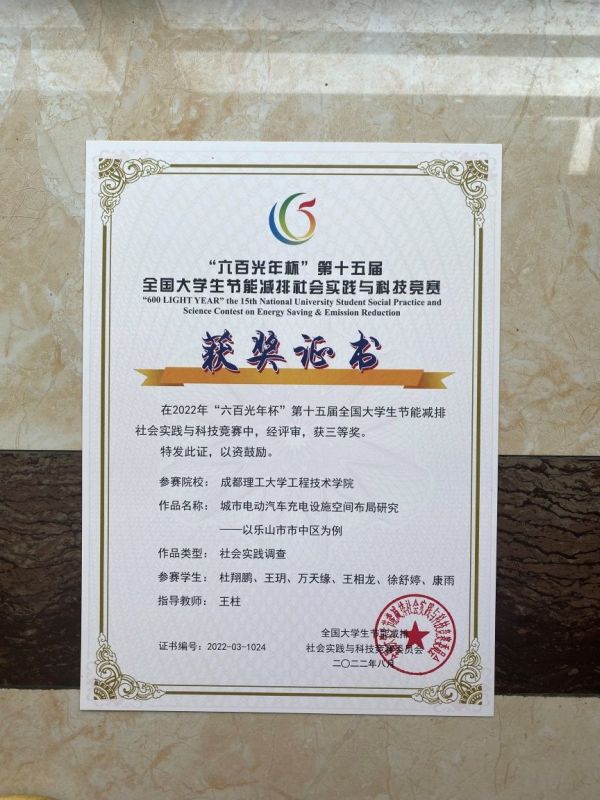 “六百光年杯”第十五届
全国大学生节能减排社会实践与科技竞赛
“600 LIGHT YEAR” the 15th National University Student Social Practice and
Science Contest on Energy Saving & Emission Reduction
获奖证书
在2022年“六百光年杯”第十五届全国大学生节能减排
社会实践与科技竞赛中，经评审，获三等奖。
特发此证，以资鼓励。
参赛院校：成都理工大学工程技术学院
作品名称：城市电动汽车充电设施空间布局研究
——以乐山市市中区为例
作品类型：社会实践调查
参赛学生：杜翔鹏、王玥、万天缘、王相龙、徐舒婷、康雨
指导教师：王柱
证书编号：2022-03-1024
全国大学生节能减排
社会实践与科技竞赛委员会
二〇二二年八月